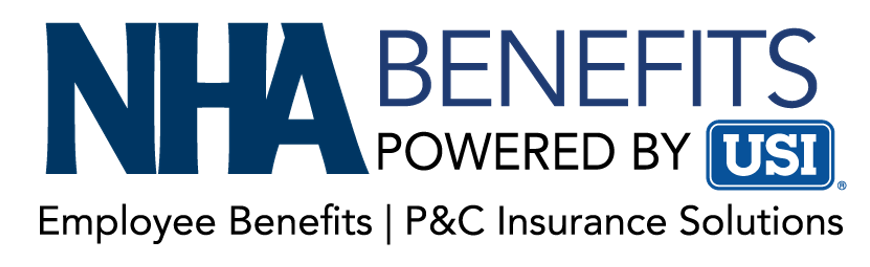 NHA BENEFITS
POWERED BY USI®
Employee Benefits | P&C Insurance Solutions